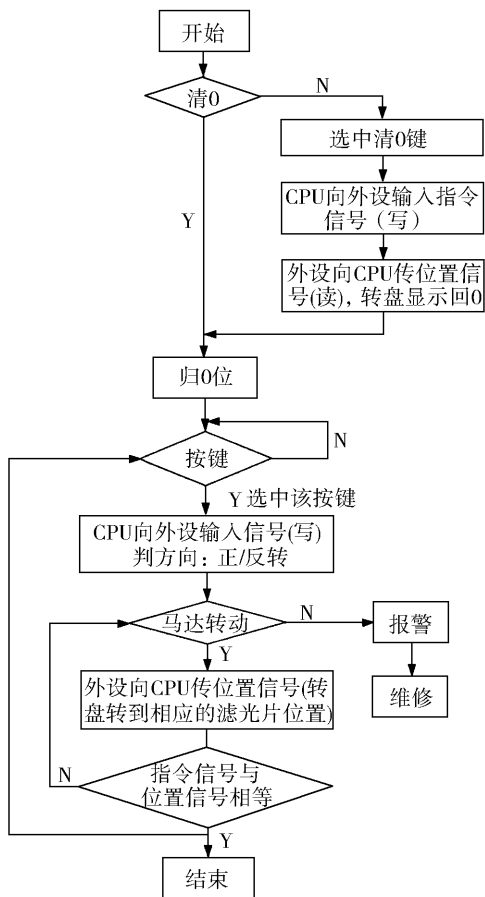 开始
清0
N
选中清0键
CPU向外设输入指令
信号（写）
Y
外设向CPU传位置信
号(读)，转盘显示回0
归0位
按键
N
Y 选中该按键
CPU向外设输入信号(写)
判方向：正/反转
马达转动
N
报警
Y
外设向CPU传位置信号(转
盘转到相应的滤光片位置)
维修
N
指令信号与
位置信号相等
Y
结束